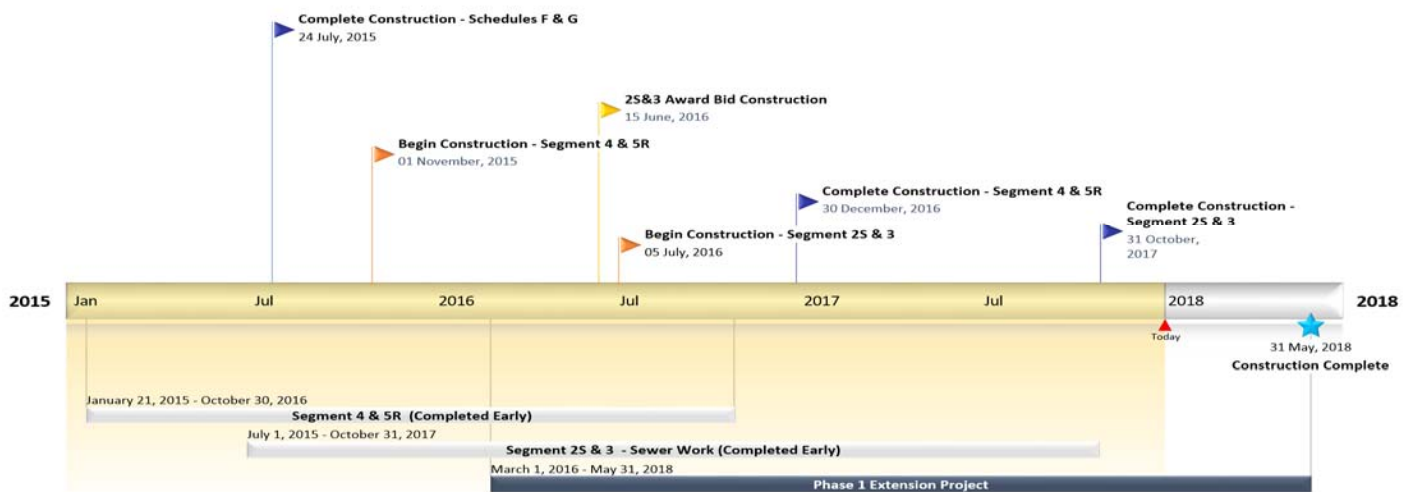 Complete Construction - Schedules F & G
24 July, 2015
2S&3 Award Bid Construction
15 June, 2016
Begin Construction - Segment 4 & 5R
01 November, 2015
Complete Construction - Segment 4 & 5R
30 December, 2016
Complete Construction -
Segment 2S & 3
31 October,
2017
Begin Construction - Segment 2S & 3
05 July, 2016
2015 Jan Jul 2016 Jul 2017 Jul 2018 2018
Today
31 May, 2018
Construction Complete
January 21, 2015 - October 30, 2016
Segment 4 & 5R (Completed Early)
July 1, 2015 - October 31, 2017
Segment 2S & 3 - Sewer Work (Completed Early)
March 1, 2016 - May 31, 2018
Phase 1 Extension Project